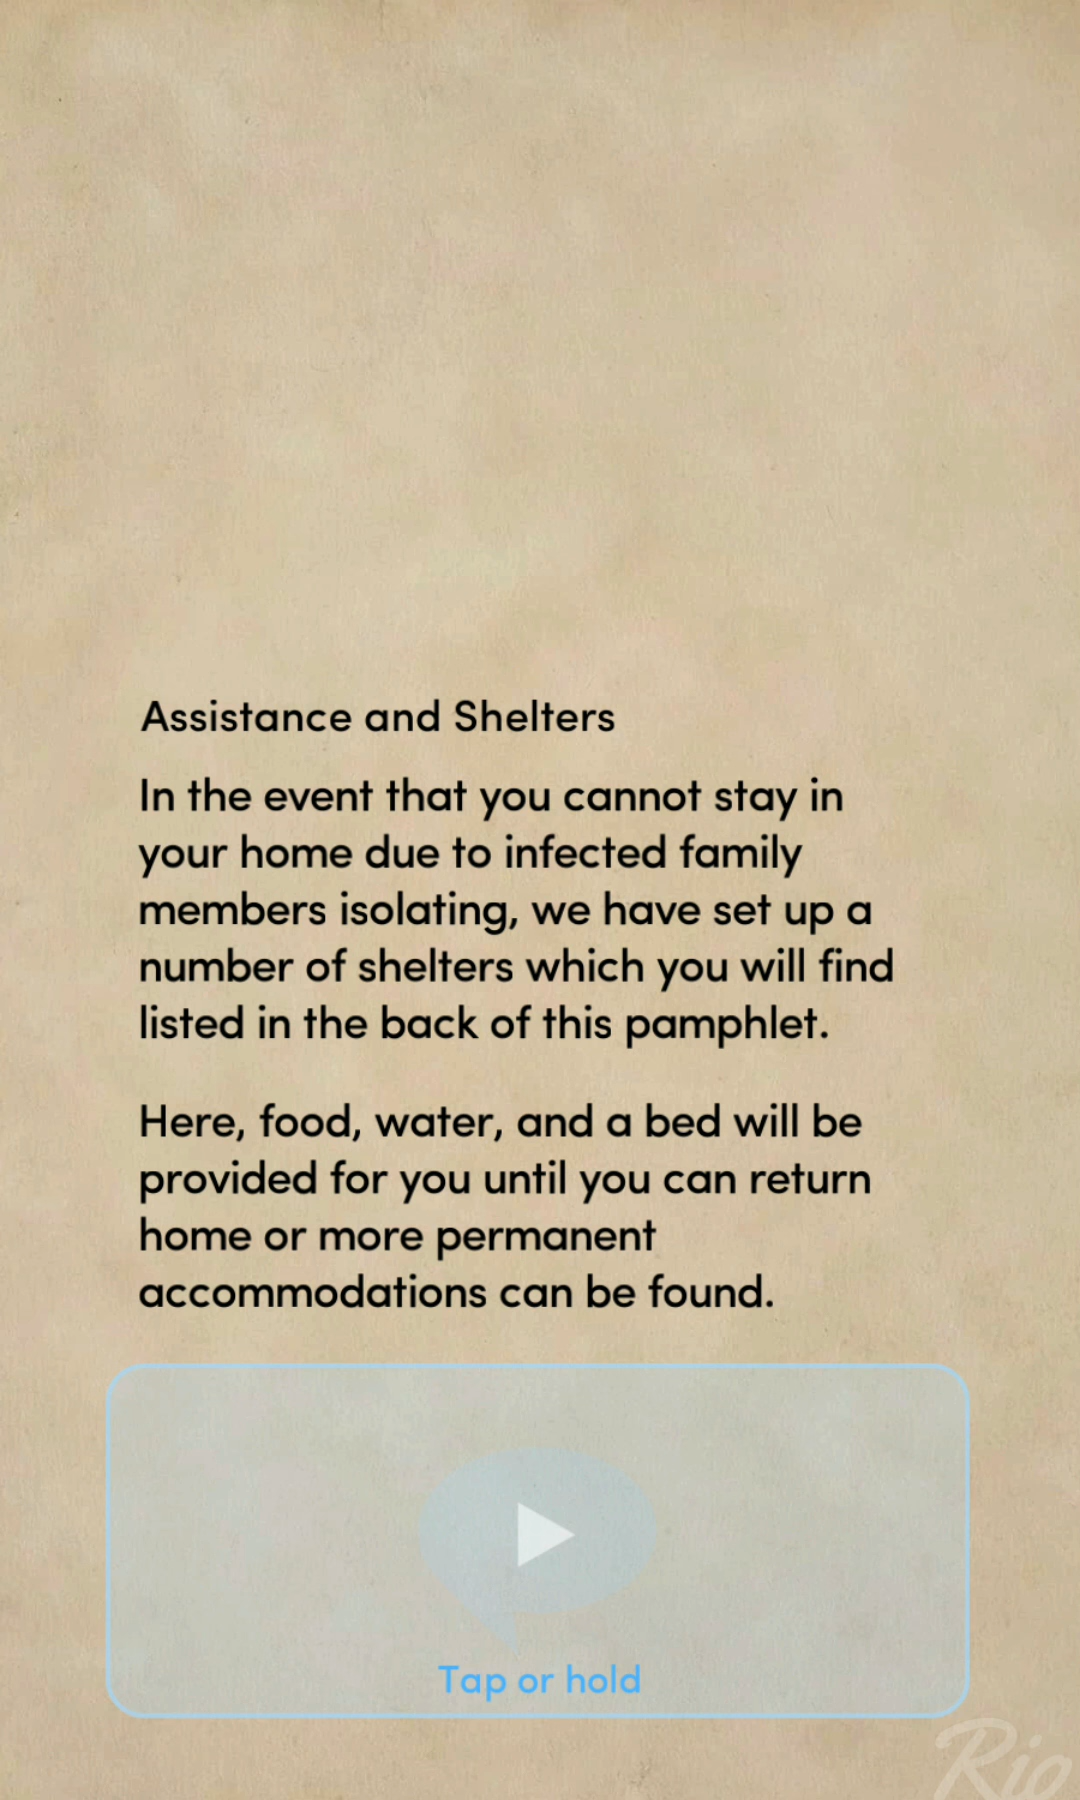 Assistance and Shelters
In the event that you cannot stay in
your home due to infected family
members isolating, we have set up a
number of shelters which you will find
listed in the back of this pamphlet.
Here, food, water, and a bed will be
provided for you until you can return
home or more permanent
accommodations can be found.
Tap or hold
Rio